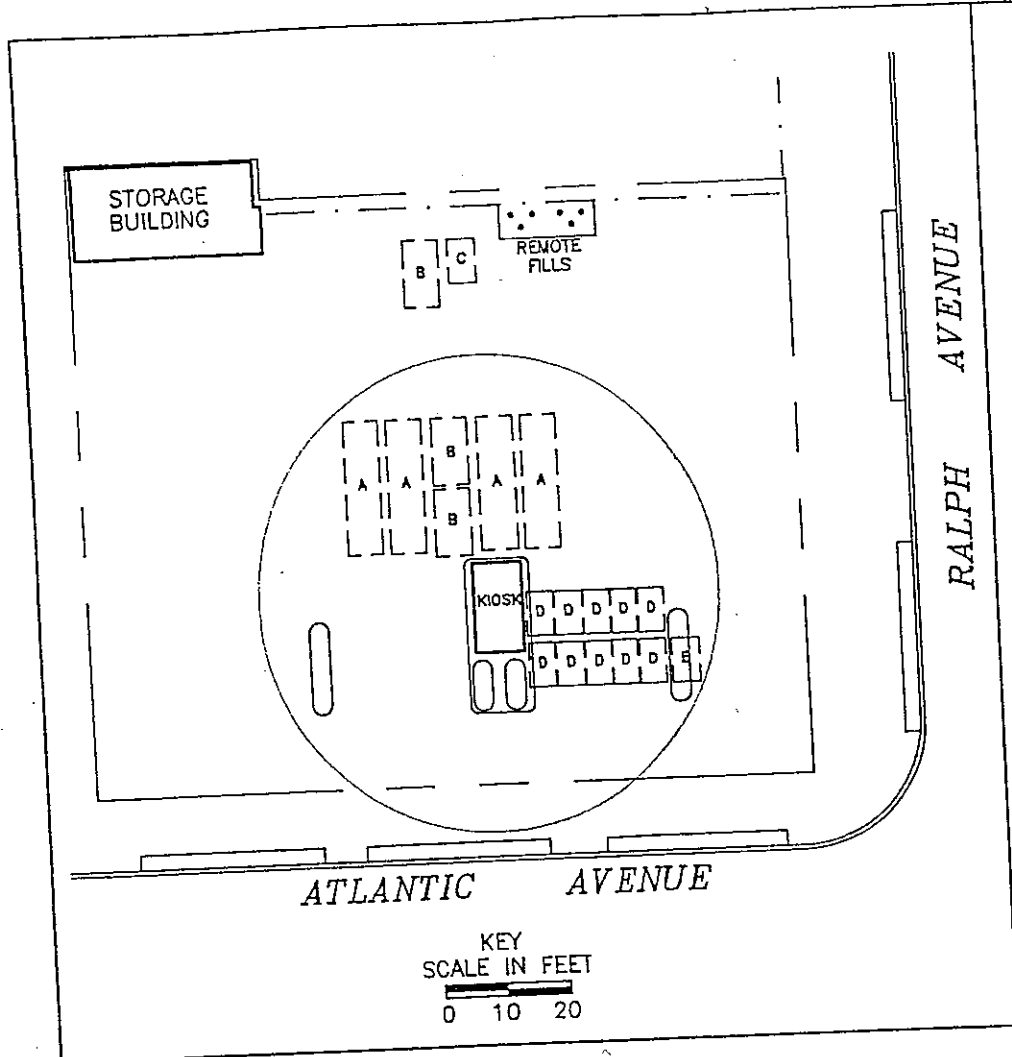 STORAGE
BUILDING
REMOTE
FILLS
B
C
A
A
B
A
A
B
KIOSK
D D D D D
D D D D D E
RALPH AVENUE
ATLANTIC AVENUE
KEY
SCALE IN FEET
0 10 20